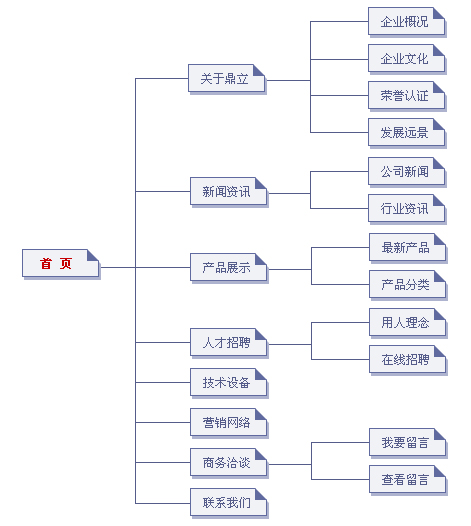 首 页
关于鼎立
企业概况
企业文化
荣誉认证
发展远景
新闻资讯
公司新闻
行业资讯
产品展示
最新产品
产品分类
人才招聘
用人理念
在线招聘
技术设备
营销网络
商务洽谈
我要留言
查看留言
联系我们